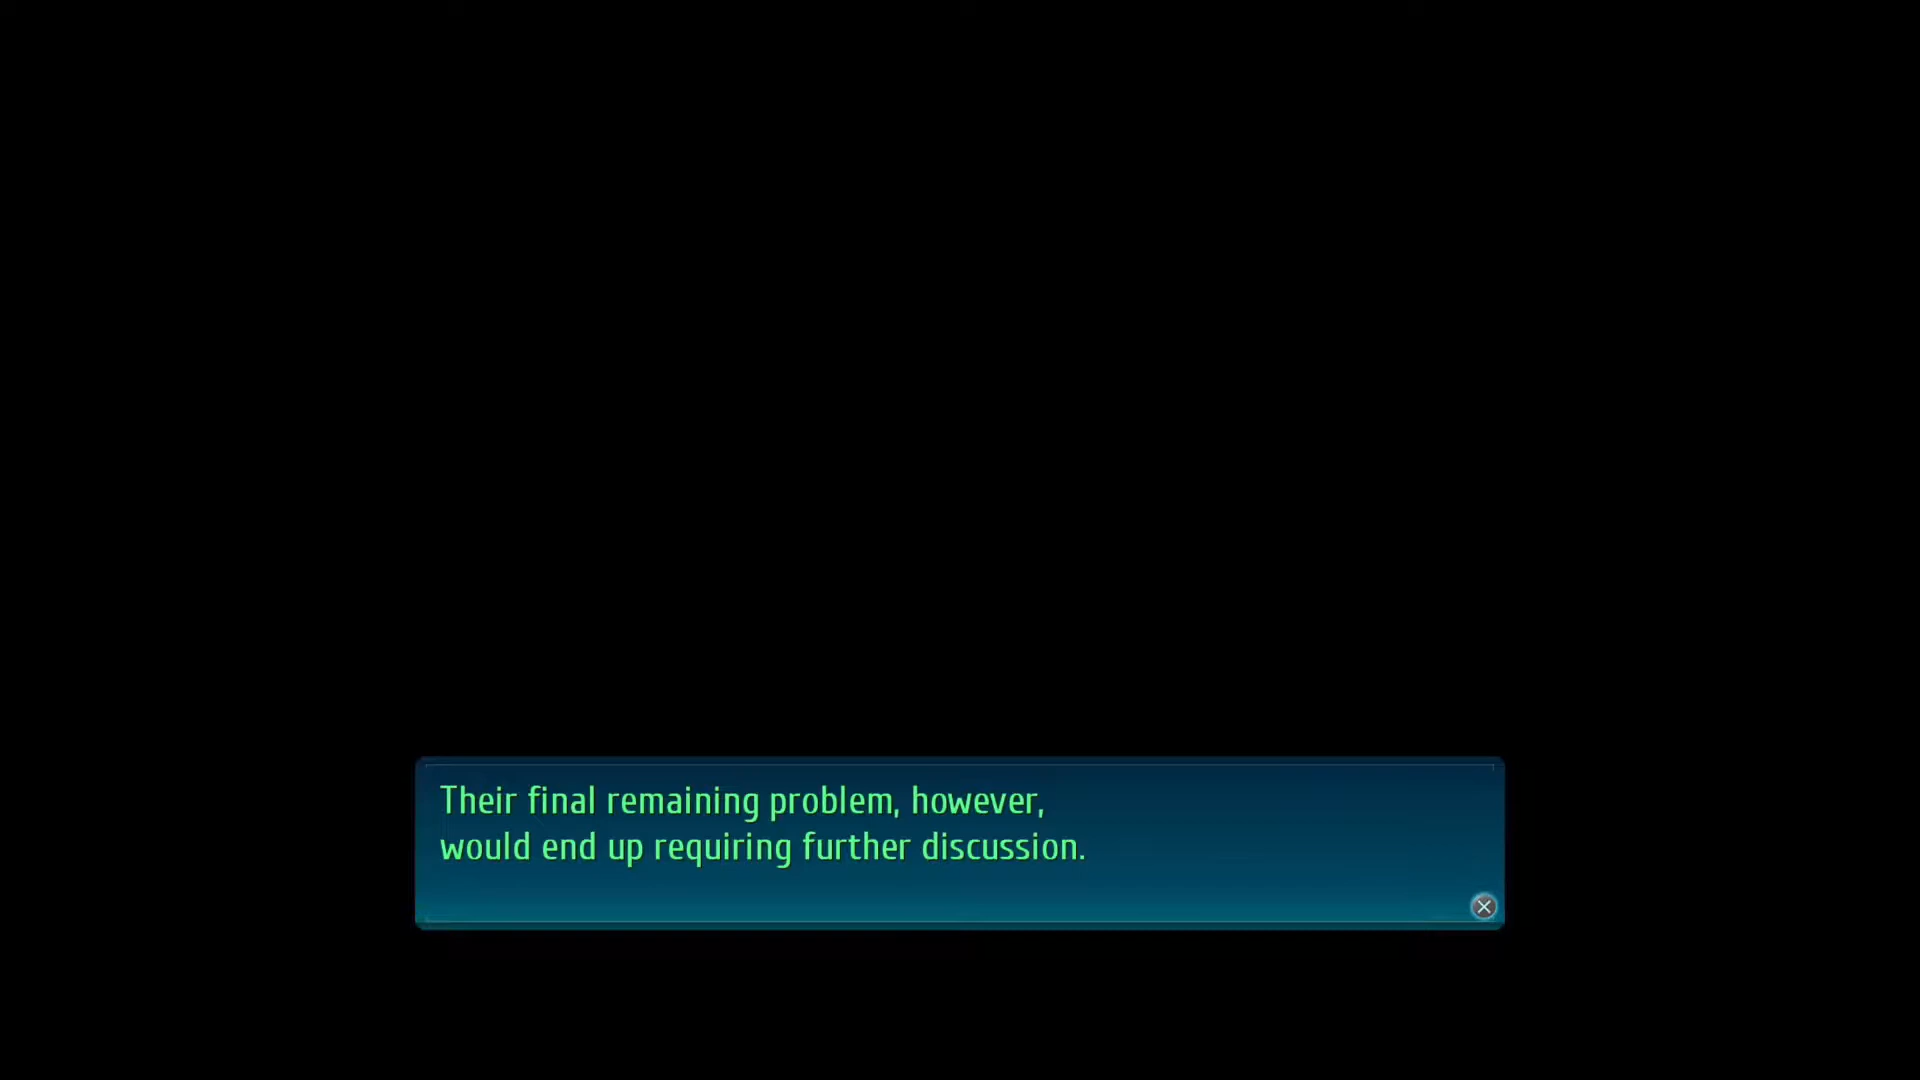 Their final remaining problem, however,
would end up requiring further discussion.